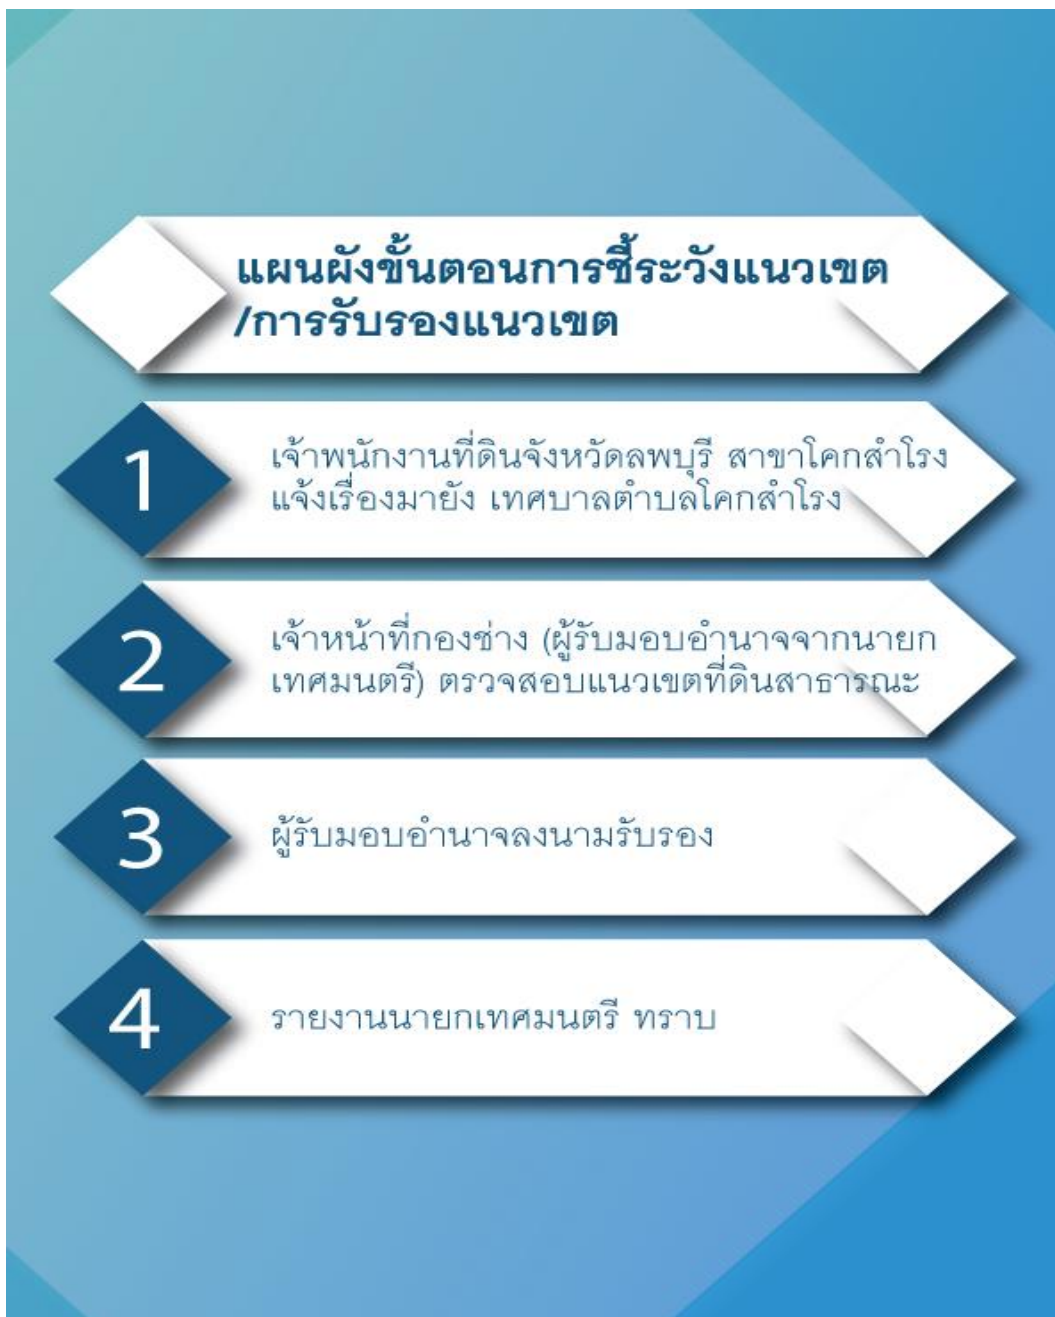 แผนผังขั้นตอนการชี้ระวังแนวเขต
/การรับรองแนวเขต
1
เจ้าพนักงานที่ดินจังหวัดลพบุรี สาขาโคกสำโรง
แจ้งเรื่องมายัง เทศบาลตำบลโคกสำโรง
2
เจ้าหน้าที่กองช่าง (ผู้รับมอบอำนาจจากนายก
เทศมนตรี) ตรวจสอบแนวเขตที่ดินสาธารณะ
3
ผู้รับมอบอำนาจลงนามรับรอง
4
รายงานนายกเทศมนตรี ทราบ